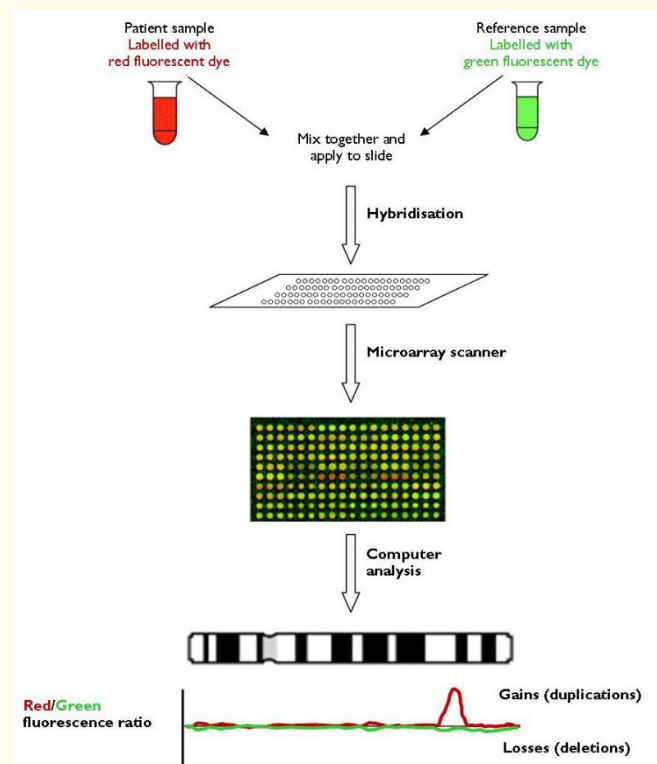 Patient sample
Labelled with
red fluorescent dye
Reference sample
Labelled with
green fluorescent dye
Mix together and
apply to slide
Hybridisation
Microarray scanner
Computer
analysis
Red/Green
fluorescence ratio
Gains (duplications)
Losses (deletions)